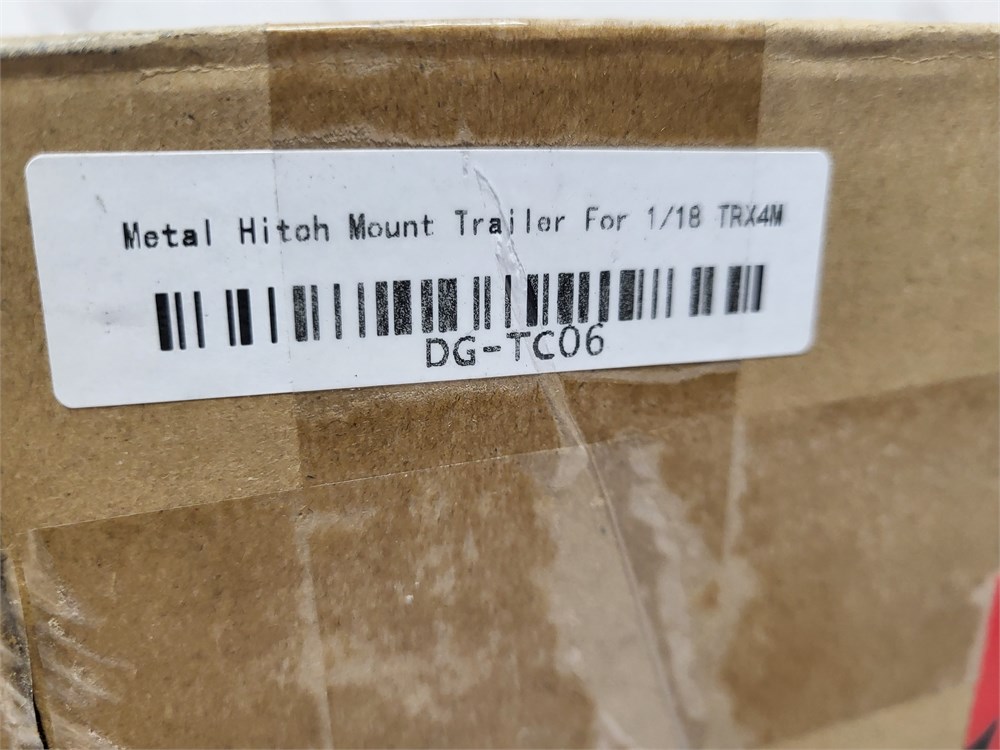 Metal Hitch Mount Trailer For 1/18 TRX4M
DG-TC06